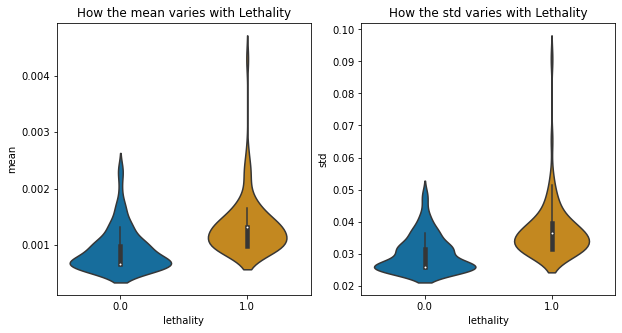 How the mean varies with Lethality
mean
0.004
0.003
0.002
0.001
0.0
1.0
lethality
How the std varies with Lethality
std
0.10
0.09
0.08
0.07
0.06
0.05
0.04
0.03
0.02
0.0
1.0
lethality